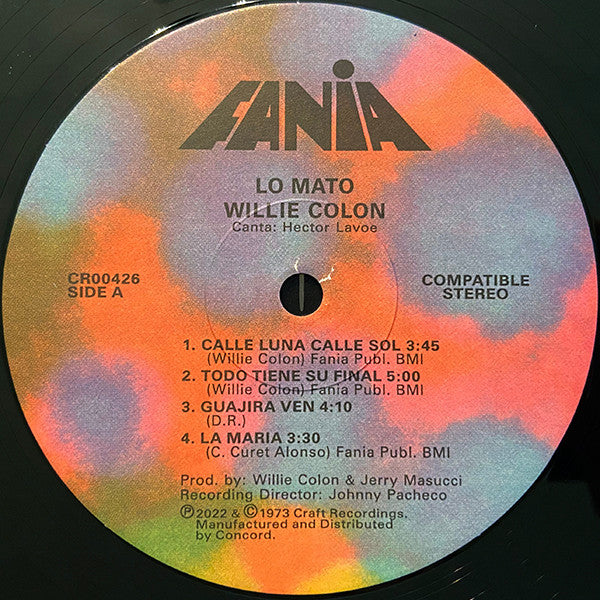 FANIA
LO MATO
WILLIE COLON
Canta: Hector Lavoe
CR00426
SIDE A
COMPATIBLE
STEREO
1. CALLE LUNA CALLE SOL 3:45
(Willie Colon) Fania Publ. BMI
2. TODO TIENE SU FINAL 5:00
(Willie Colon) Fania Publ. BMI
3. GUAJIRA VEN 4:10
(D.R.)
4. LA MARIA 3:30
(C. Curet Alonso) Fania Publ. BMI
Prod. by: Willie Colon & Jerry Masucci
Recording Director: Johnny Pacheco
℗2022 & ©1973 Craft Recordings.
Manufactured and Distributed
by Concord.